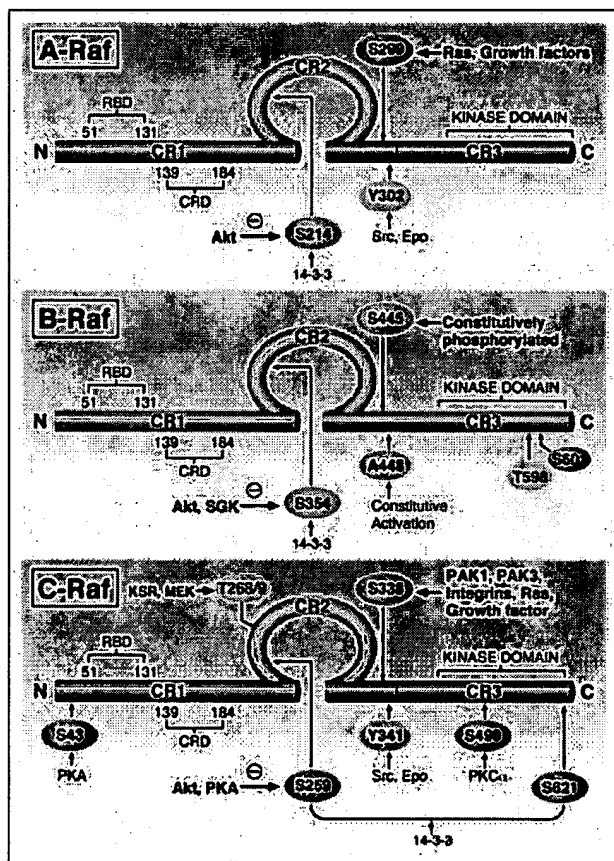 A-Raf
S299
Ras, Growth factors
CR2
RBD
51 131
KINASE DOMAIN
N CR1 CR3 C
139 184
CRD
Y302
Akt ⊖ S214
Src, Epo
14-3-3
B-Raf
S445
Constitutively
phosphorylated
CR2
RBD
51 131
KINASE DOMAIN
N CR1 CR3 C
139 184
CRD
A448
T598
S601
Akt, SGK ⊖ S354
Constitutive
Activation
14-3-3
C-Raf
KSR, MEK T268/9
S338
PAK1, PAK3,
Integrins, Ras,
Growth factor
CR2
RBD
51 131
KINASE DOMAIN
N CR1 CR3 C
139 184
CRD
S43
Y341
S499
PKA
Src, Epo
PKCα
Akt, PKA ⊖ S259
S621
14-3-3